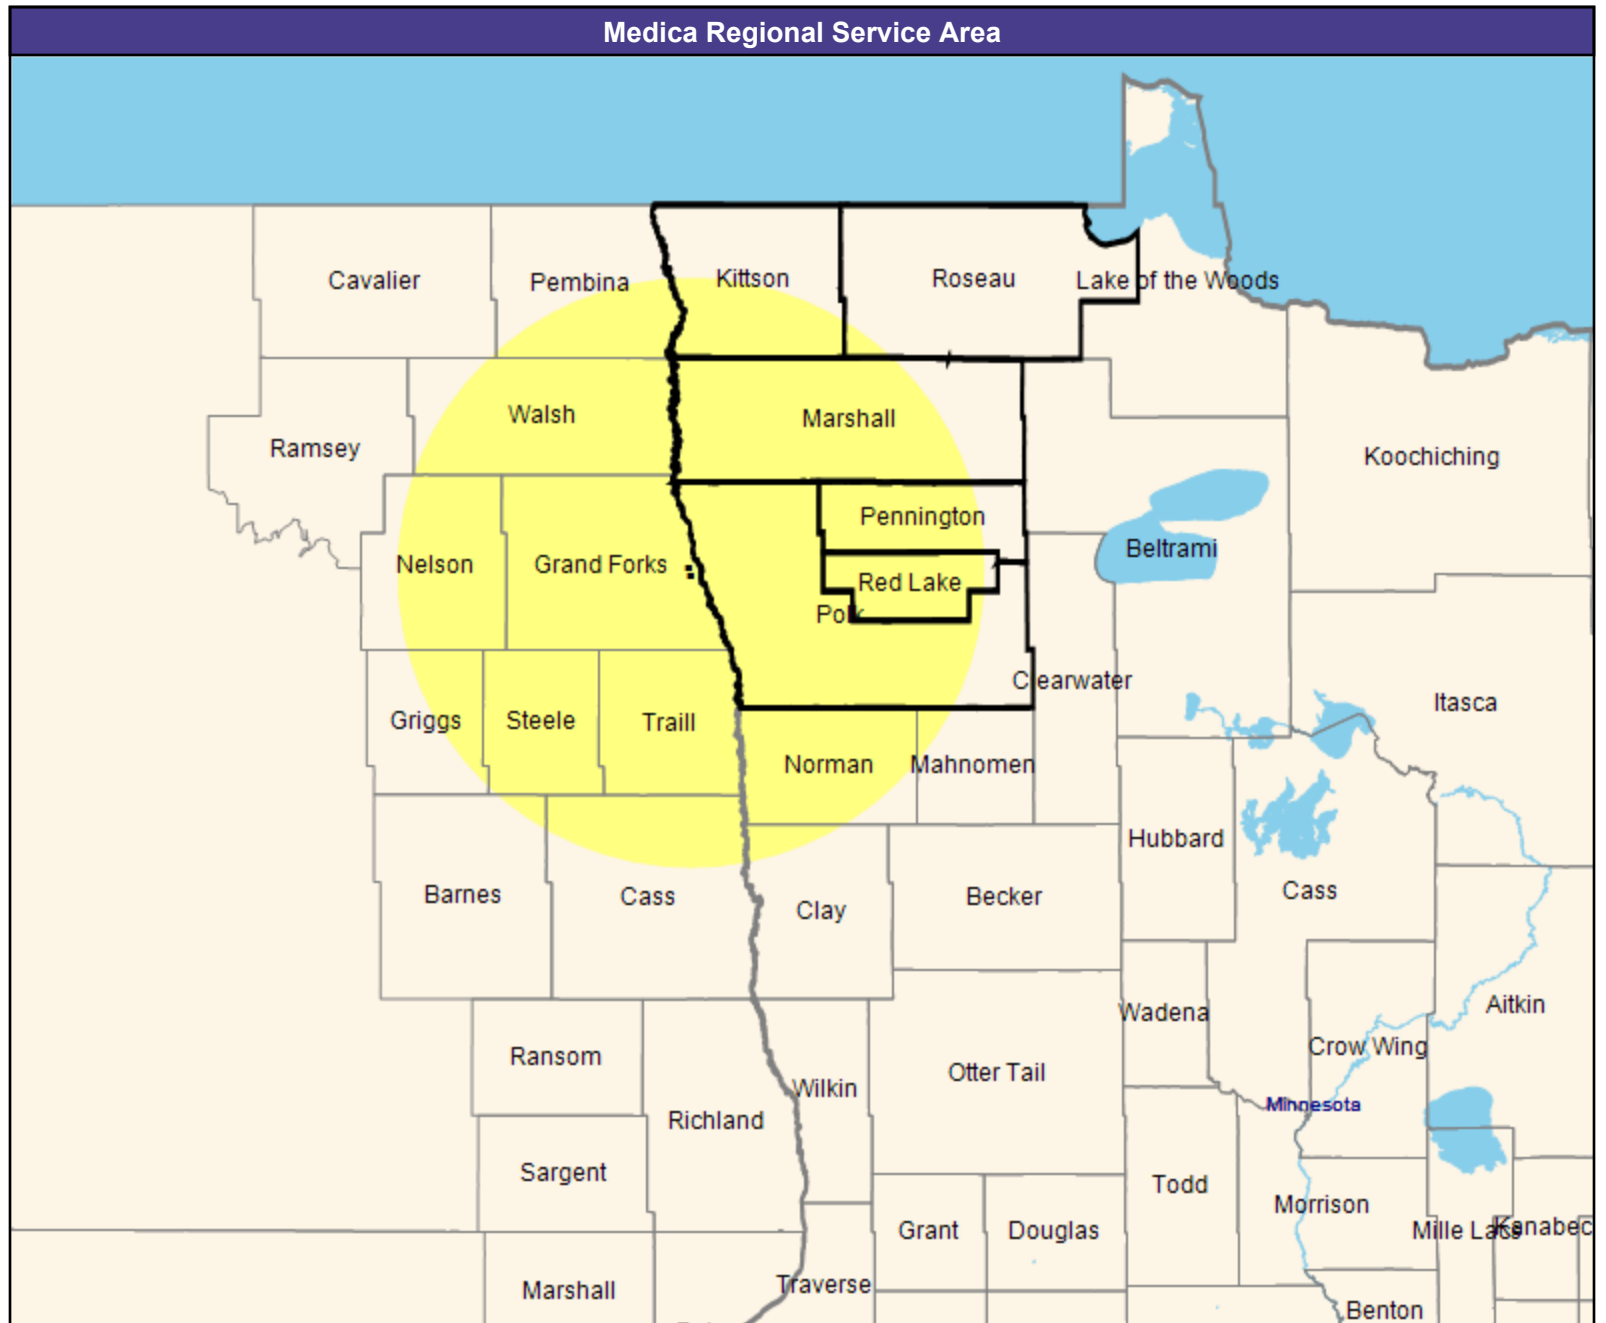 Medica Regional Service Area
Cavalier
Pembina
Kittson
Roseau
Lake of the Woods
Walsh
Marshall
Ramsey
Koochiching
Pennington
Nelson
Grand Forks
Beltrami
Red Lake
Polk
Clearwater
Griggs
Steele
Traill
Itasca
Norman
Mahnomen
Hubbard
Barnes
Cass
Clay
Becker
Cass
Ransom
Wadena
Aitkin
Crow Wing
Otter Tail
Wilkin
Minnesota
Richland
Sargent
Todd
Morrison
Grant
Douglas
Mille Lacs
Kanabec
Marshall
Traverse
Benton